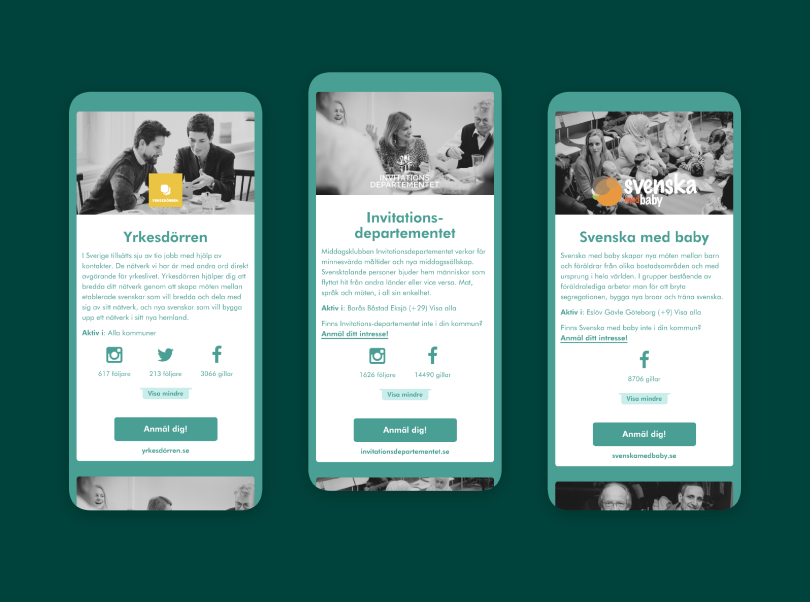 YRKESDÖRREN
Yrkesdörren
I Sverige tillsätts sju av tio jobb med hjälp av
kontakter. De nätverk vi har är med andra ord direkt
avgörande för yrkeslivet. Yrkesdörren hjälper dig att
bredda ditt nätverk genom att skapa möten mellan
etablerade svenskar som vill bredda och dela med
sig av sitt nätverk, och nya svenskar som vill bygga
upp ett nätverk i sitt nya hemland.
Aktiv i: Alla kommuner
617 följare 213 följare 3066 gillar
Visa mindre
Anmäl dig!
yrkesdörren.se
INVITATIONS
DEPARTEMENTET
Invitations-
departementet
Middagsklubben Invitationsdepartementet verkar för
minnesvärda måltider och nya middagsällskap.
Svensktalande personer bjuder hem människor som
flyttat hit från andra länder eller vice versa. Mat,
språk och möten, i all sin enkelhet.
Aktiv i: Borås Båstad Eksjö (+29) Visa alla
Finns Invitations-departementet inte i din kommun?
Anmäl ditt intresse!
1626 följare 14490 gillar
Visa mindre
Anmäl dig!
invitationsdepartementet.se
svenska
med baby
Svenska med baby
Svenska med baby skapar nya möten mellan barn
och föräldrar från olika bostadsområden och med
ursprung i hela världen. I grupper bestående av
föräldralediga arbetar man för att bryta
segregationen, bygga nya broar och träna svenska.
Aktiv i: Eslöv Gävle Göteborg (+9) Visa alla
Finns Svenska med baby inte i din kommun?
Anmäl ditt intresse!
8706 gillar
Visa mindre
Anmäl dig!
svenskamedbaby.se